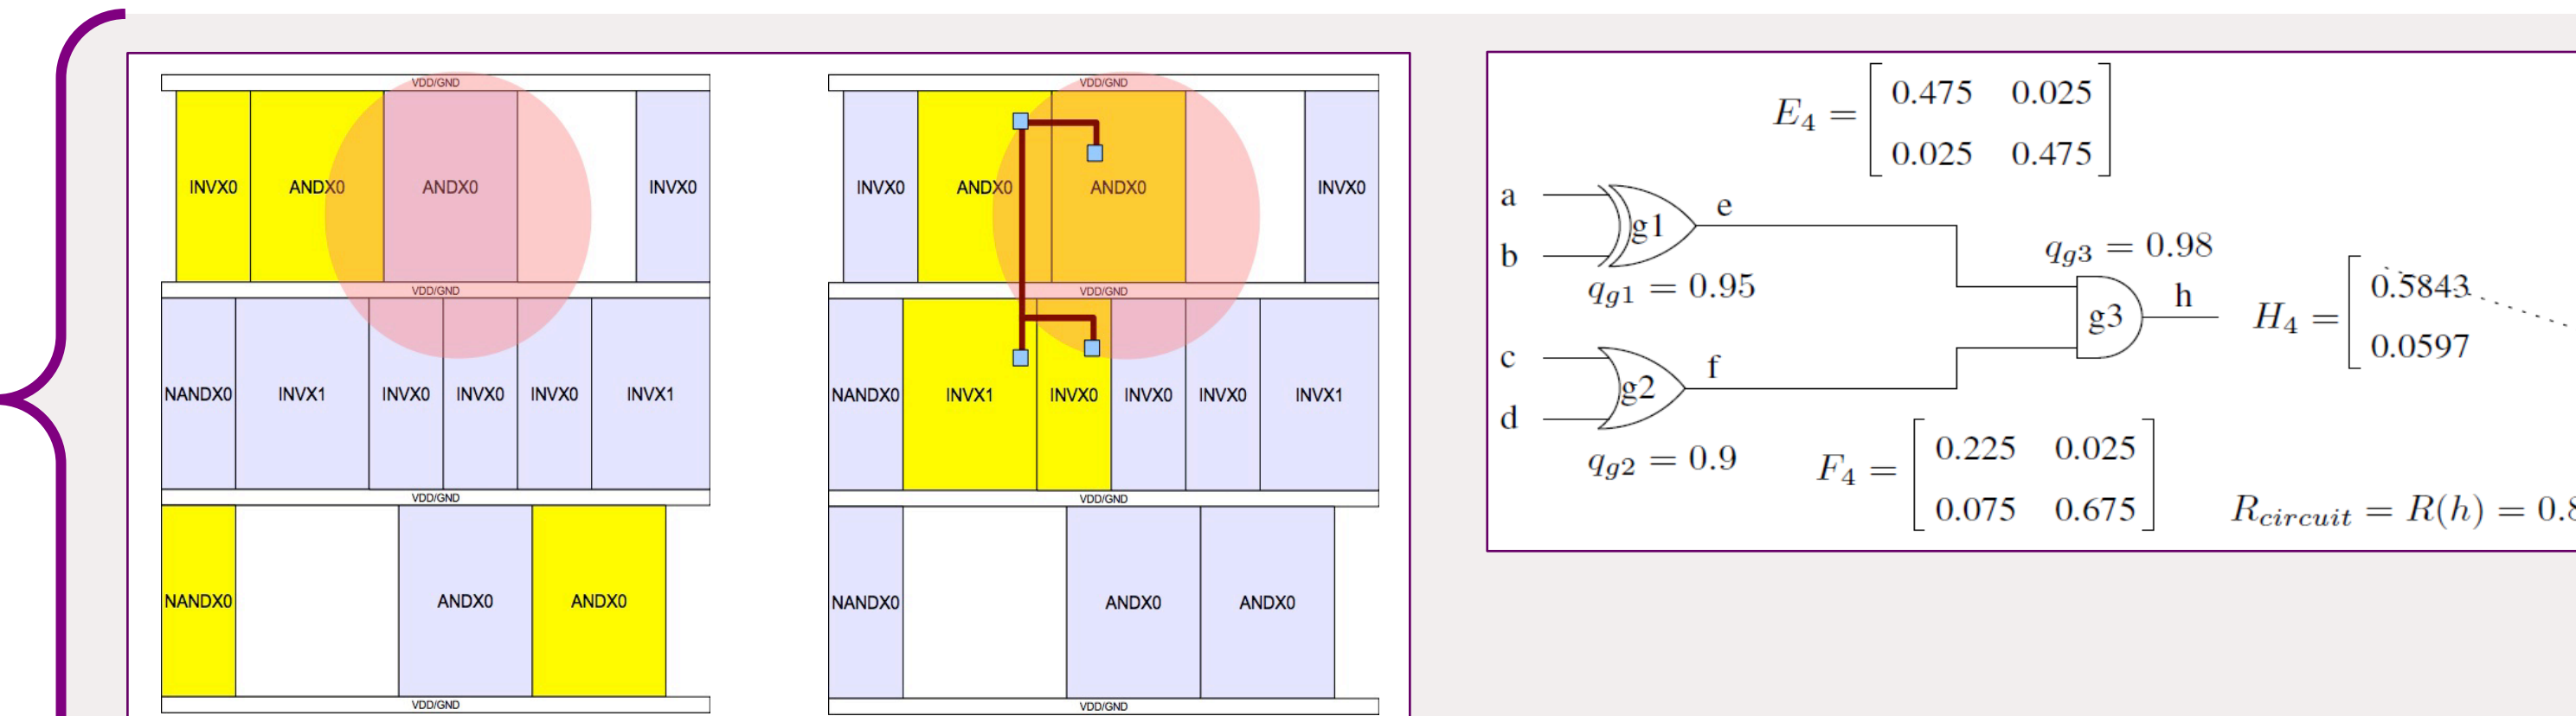 VDD/GND
INVX0 ANDX0 ANDX0 INVX0
VDD/GND
NANDX0 INVX1 INVX0 INVX0 INVX0 INVX1
VDD/GND
NANDX0 ANDX0 ANDX0
VDD/GND
VDD/GND
INVX0 ANDX0 ANDX0 INVX0
VDD/GND
NANDX0 INVX1 INVX0 INVX0 INVX0 INVX1
VDD/GND
NANDX0 ANDX0 ANDX0
VDD/GND
E4 = [ 0.475 0.025
0.025 0.475 ]
a
b
g1
e
qg1 = 0.95
c
d
g2
f
qg2 = 0.9
F4 = [ 0.225 0.025
0.075 0.675 ]
qg3 = 0.98
g3
h
H4 = [ 0.5843
0.0597
Rcircuit = R(h) = 0.8